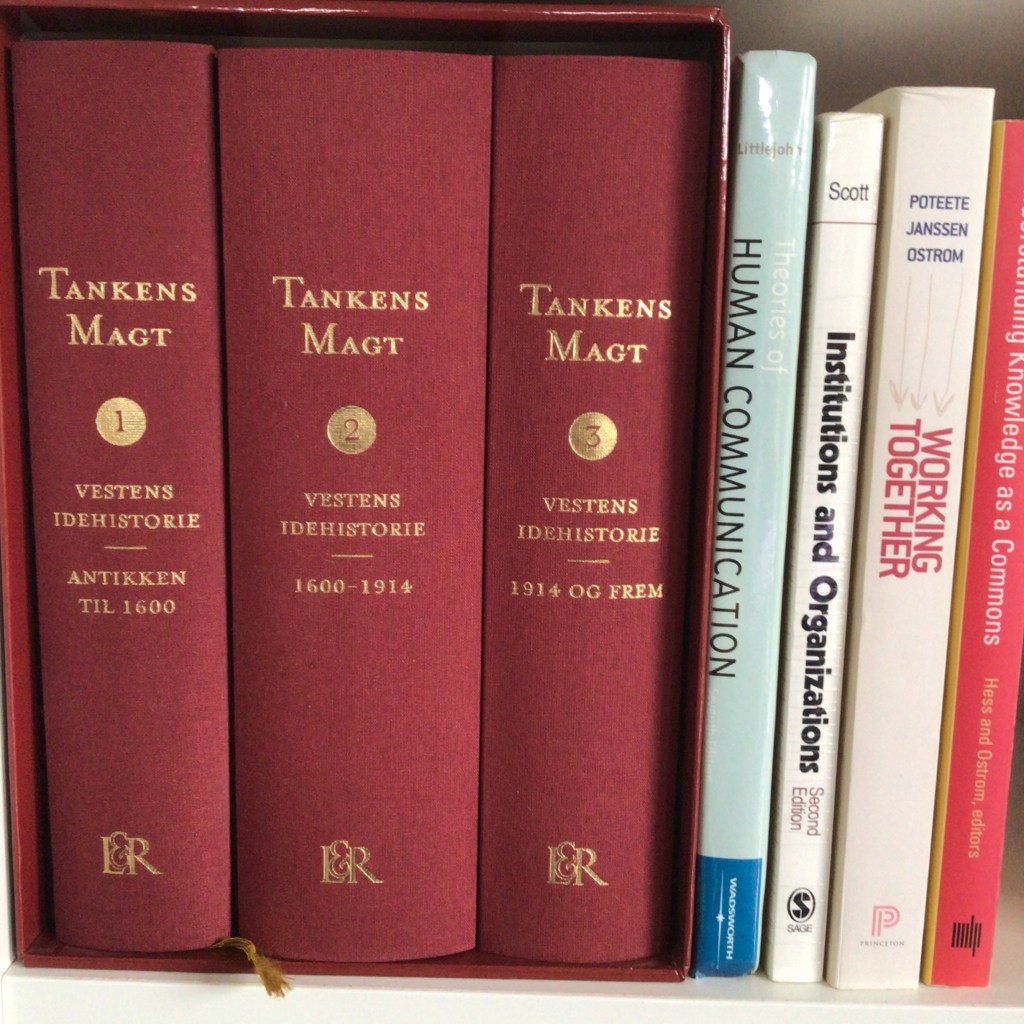 TANKENS
MAGT
1
VESTENS
IDEHISTORIE
ANTIKKEN
TIL 1600
L&R
TANKENS
MAGT
2
VESTENS
IDEHISTORIE
1600-1914
L&R
TANKENS
MAGT
3
VESTENS
IDEHISTORIE
1914 OG FREM
L&R
Littlejohn
Theories of
HUMAN COMMUNICATION
WADSWORTH
Scott
Institutions and Organizations
Second
Edition
S
SAGE
POTEETE
JANSSEN
OSTROM
WORKING
TOGETHER
P
PRINCETON
Knowledge as a Commons
Hess and Ostrom, editors